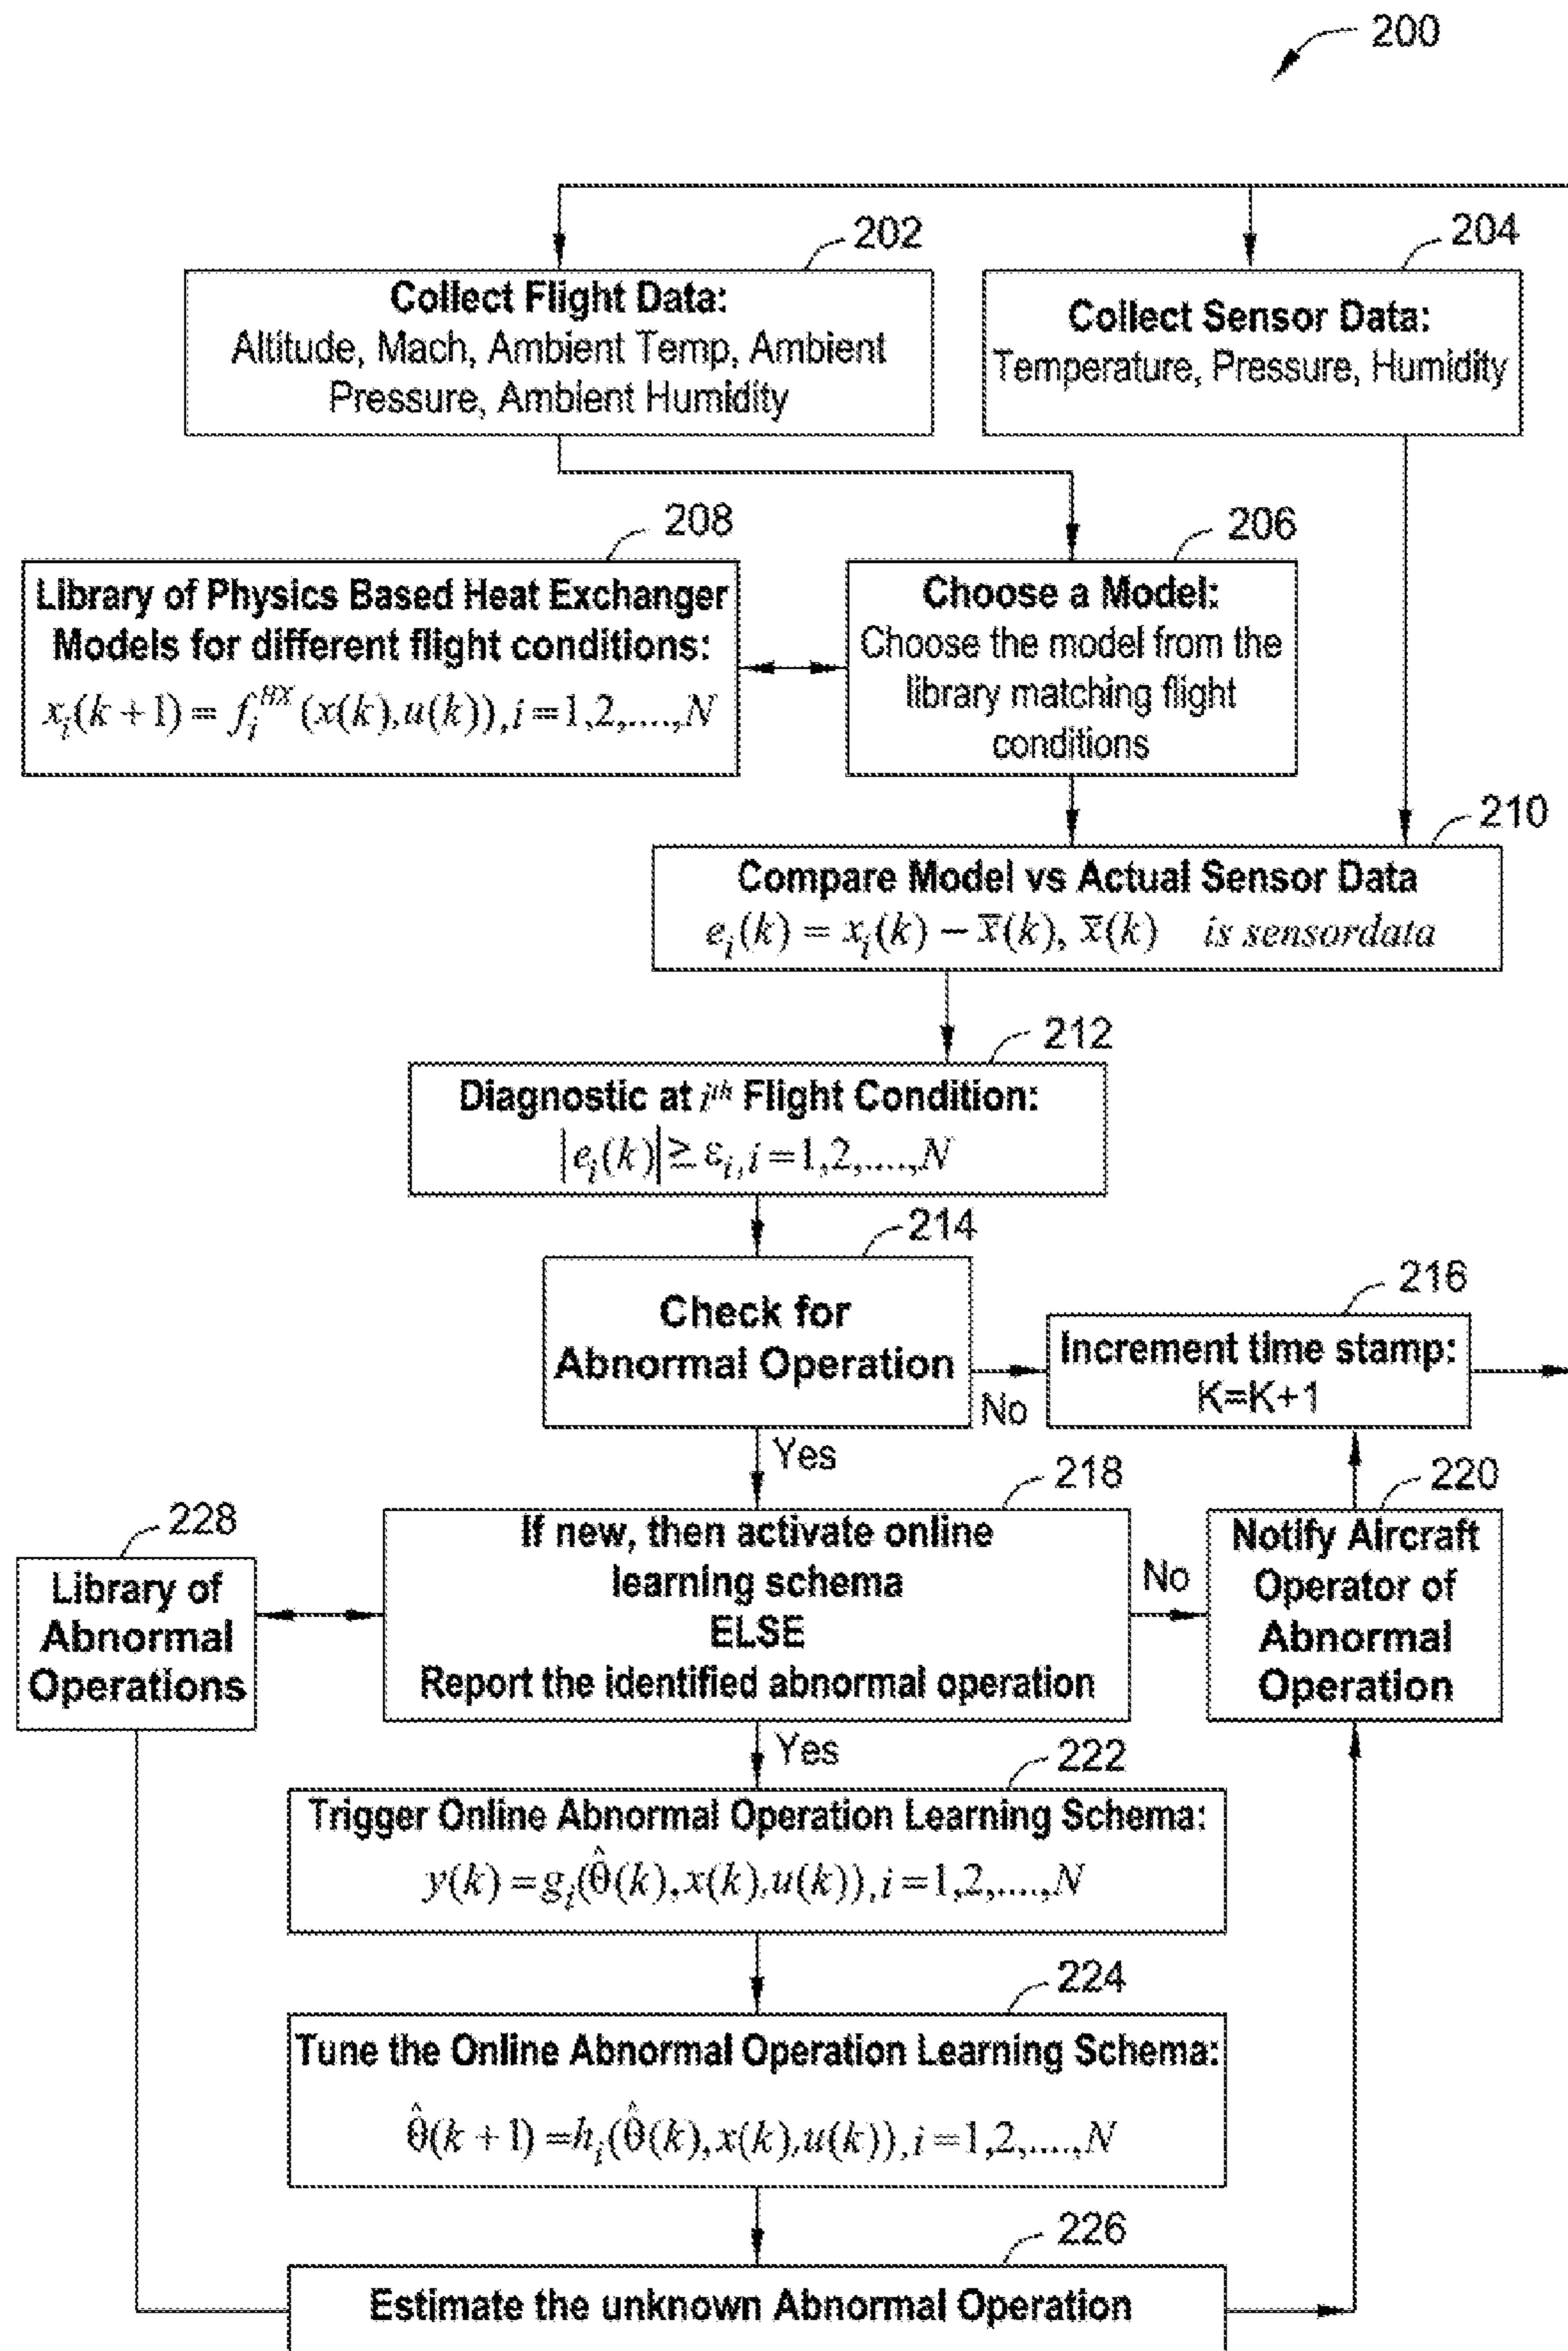 200
202
Collect Flight Data:
Altitude, Mach, Ambient Temp, Ambient
Pressure, Ambient Humidity
204
Collect Sensor Data:
Temperature, Pressure, Humidity
208
Library of Physics Based Heat Exchanger
Models for different flight conditions:
x_i(k+1) = f_i^{HX}(x(k),u(k)), i=1,2,....,N
206
Choose a Model:
Choose the model from the
library matching flight
conditions
210
Compare Model vs Actual Sensor Data
e_i(k) = x_i(k) − x̅(k), x̅(k) is sensordata
212
Diagnostic at i^{th} Flight Condition:
|e_i(k)| ≥ ε_i, i=1,2,....,N
214
Check for
Abnormal Operation
No
Yes
216
Increment time stamp:
K=K+1
218
If new, then activate online
learning schema
ELSE
Report the identified abnormal operation
No
Yes
220
Notify Aircraft
Operator of
Abnormal
Operation
228
Library of
Abnormal
Operations
222
Trigger Online Abnormal Operation Learning Schema:
y(k) = g_i(θ̂(k), x(k), u(k)), i=1,2,....,N
224
Tune the Online Abnormal Operation Learning Schema:
θ̂(k+1) = h_i(θ̂(k), x(k), u(k)), i=1,2,....,N
226
Estimate the unknown Abnormal Operation